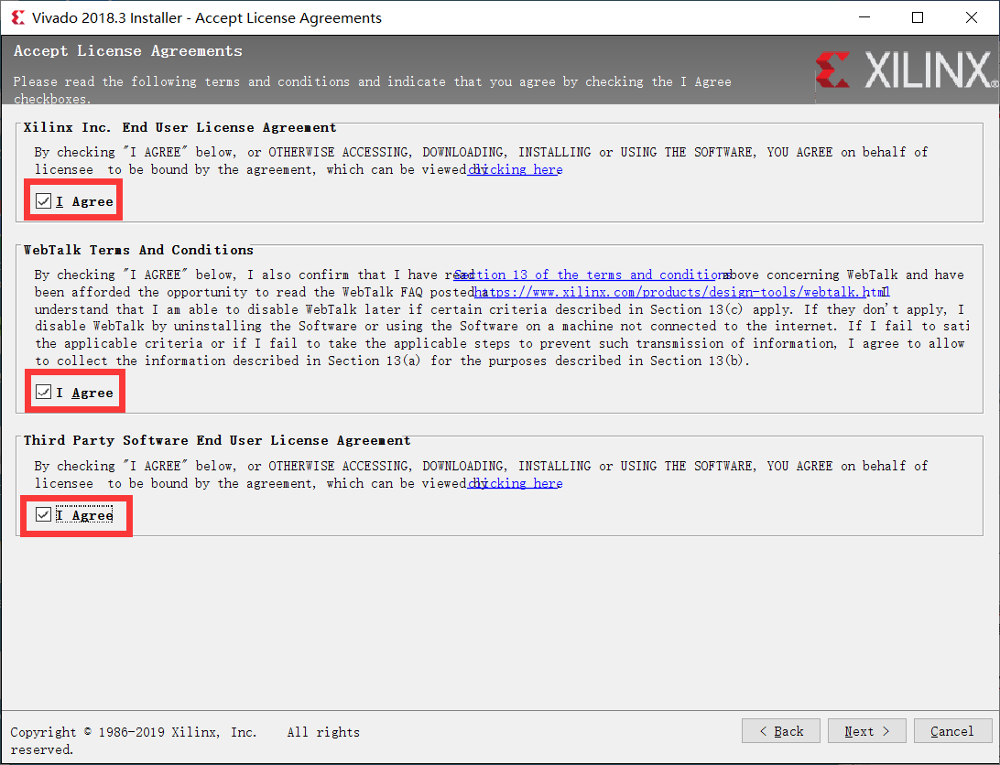 Vivado 2018.3 Installer - Accept License Agreements
Accept License Agreements
Please read the following terms and conditions and indicate that you agree by checking the I Agree
checkboxes.
XILINX®
Xilinx Inc. End User License Agreement
By checking "I AGREE" below, or OTHERWISE ACCESSING, DOWNLOADING, INSTALLING or USING THE SOFTWARE, YOU AGREE on behalf of
licensee to be bound by the agreement, which can be viewed by clicking here
I Agree
WebTalk Terms And Conditions
By checking "I AGREE" below, I also confirm that I have read Section 13 of the terms and conditions above concerning WebTalk and have
been afforded the opportunity to read the WebTalk FAQ posted at https://www.xilinx.com/products/design-tools/webtalk.html. I
understand that I am able to disable WebTalk later if certain criteria described in Section 13(c) apply. If they don't apply, I
disable WebTalk by uninstalling the Software or using the Software on a machine not connected to the internet. If I fail to sati
the applicable criteria or if I fail to take the applicable steps to prevent such transmission of information, I agree to allow
to collect the information described in Section 13(a) for the purposes described in Section 13(b).
I Agree
Third Party Software End User License Agreement
By checking "I AGREE" below, or OTHERWISE ACCESSING, DOWNLOADING, INSTALLING or USING THE SOFTWARE, YOU AGREE on behalf of
licensee to be bound by the agreement, which can be viewed by clicking here
I Agree
Copyright © 1986-2019 Xilinx, Inc. All rights
reserved.
< Back
Next >
Cancel